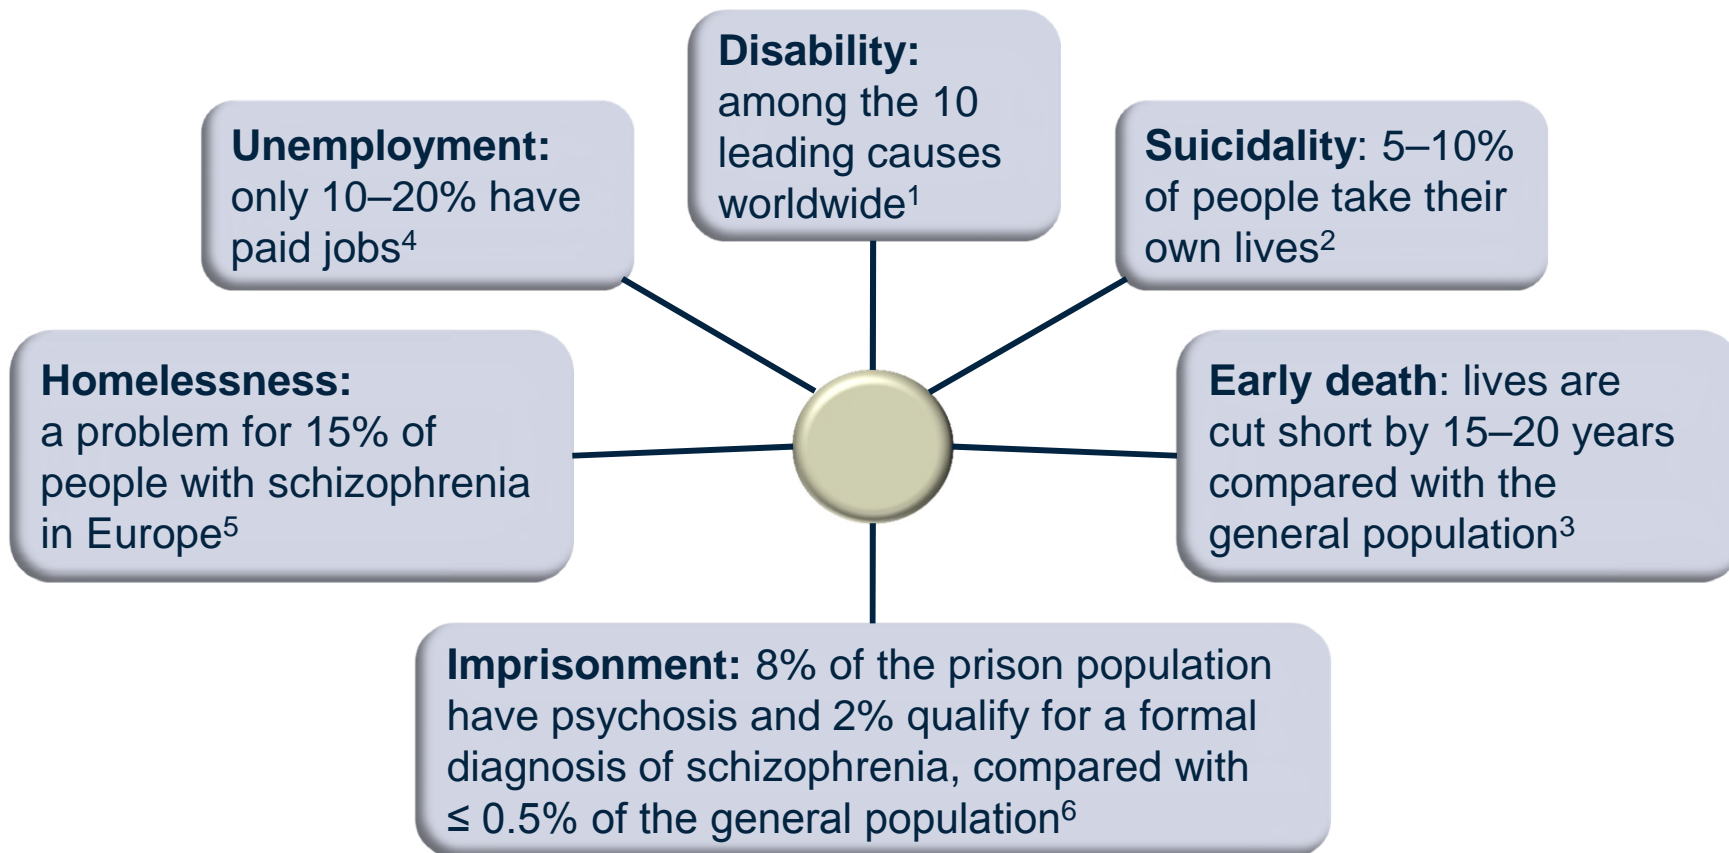 Disability:
among the 10
leading causes
worldwide¹
Unemployment:
only 10–20% have
paid jobs⁴
Suicidality: 5–10%
of people take their
own lives²
Homelessness:
a problem for 15% of
people with schizophrenia
in Europe⁵
Early death: lives are
cut short by 15–20 years
compared with the
general population³
Imprisonment: 8% of the prison population
have psychosis and 2% qualify for a formal
diagnosis of schizophrenia, compared with
≤ 0.5% of the general population⁶